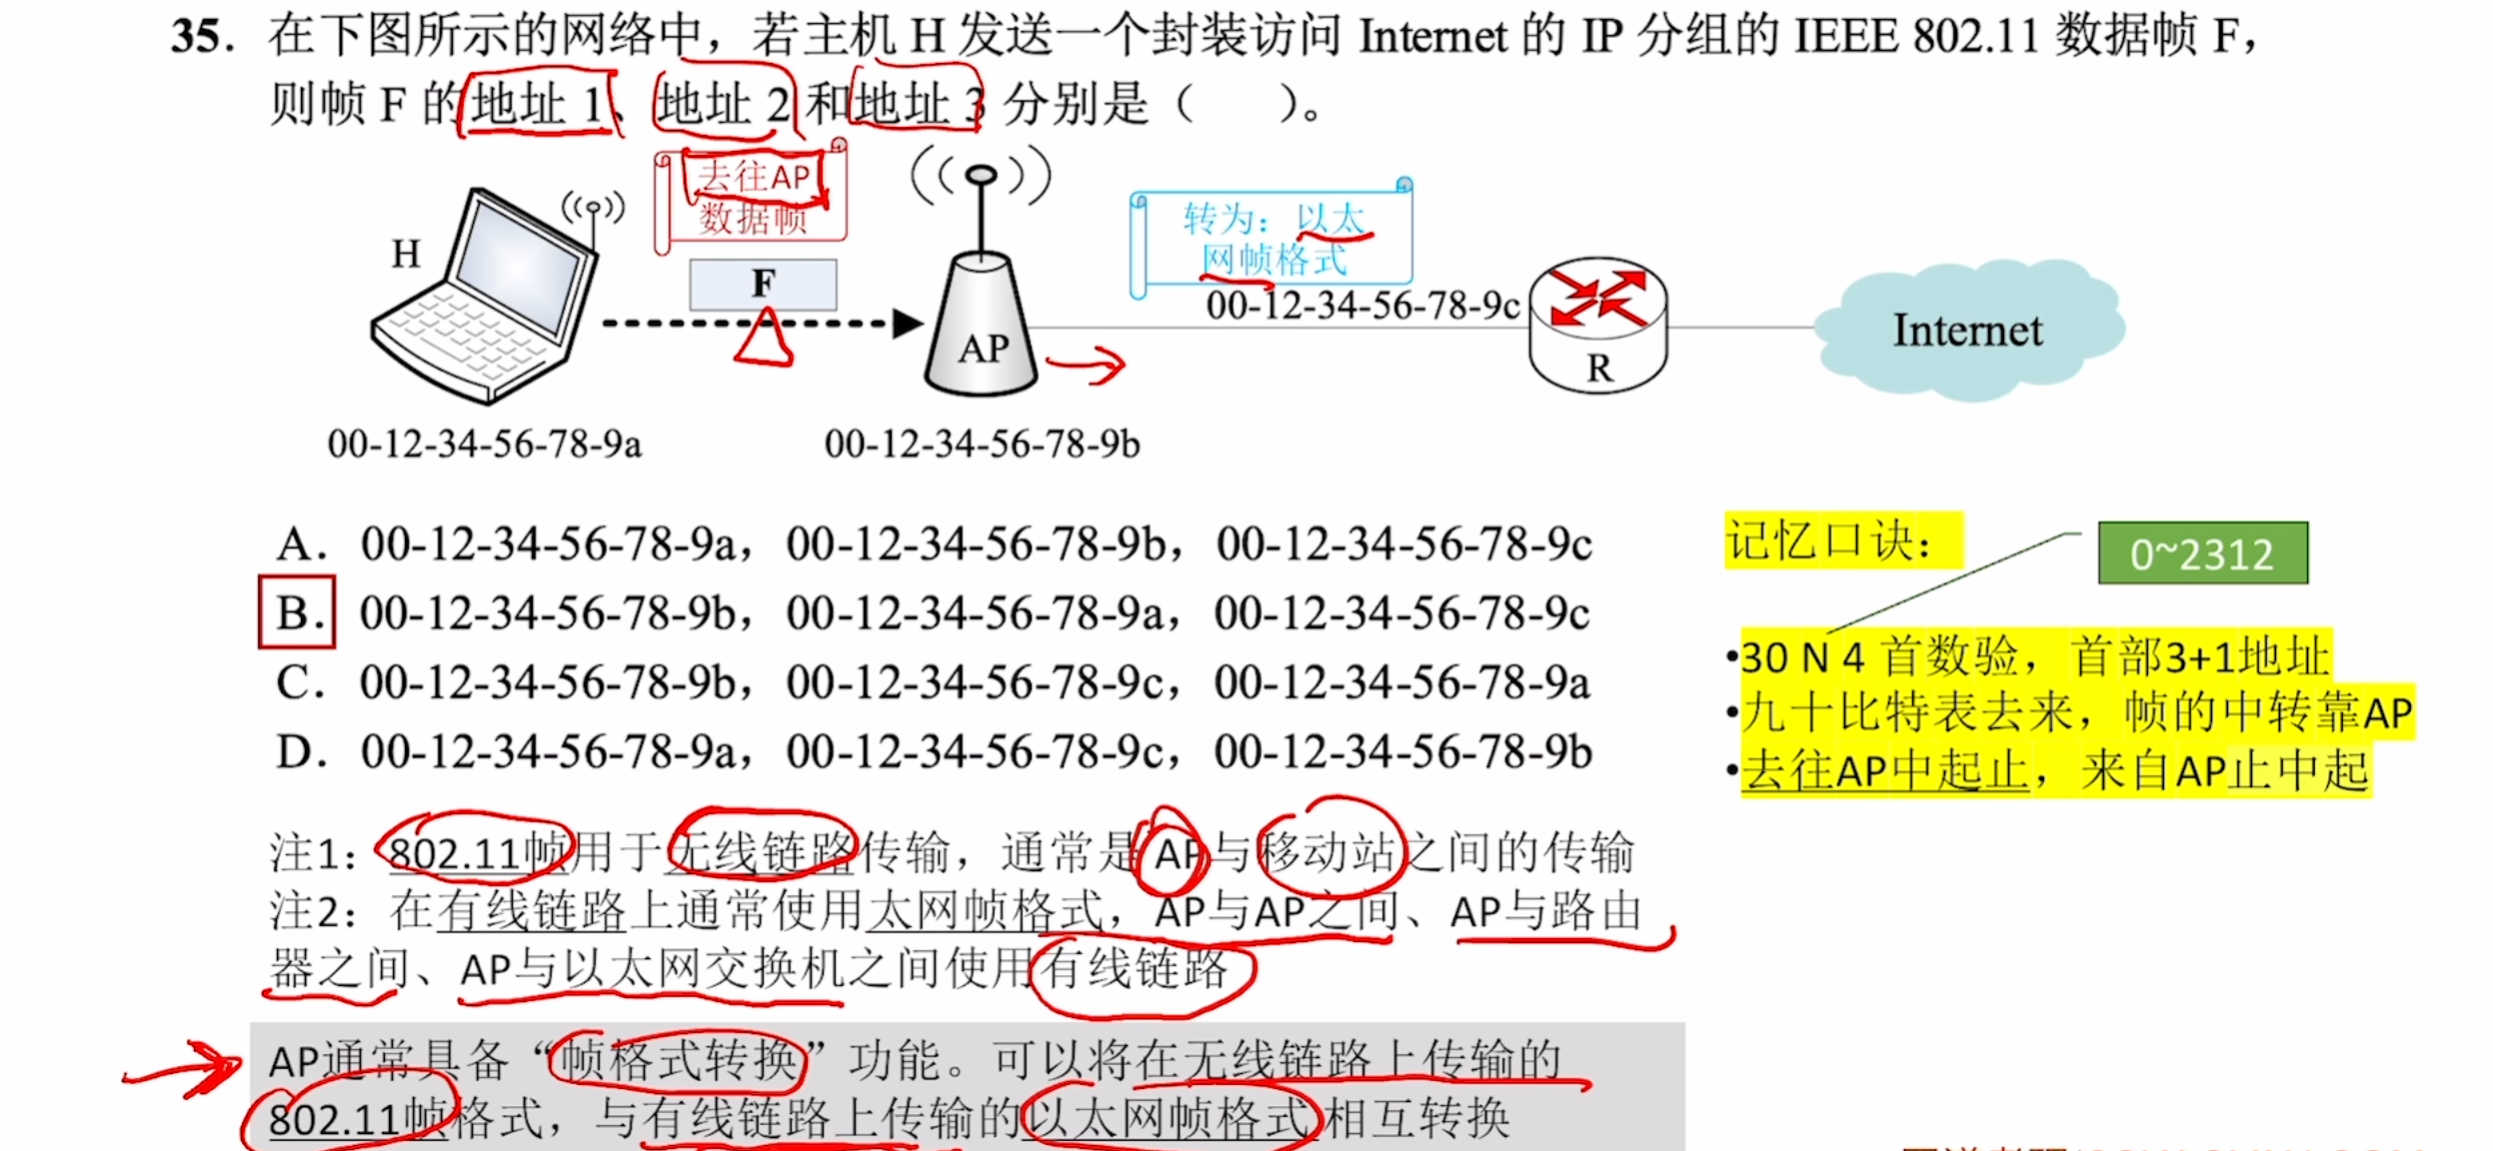 35. 在下图所示的网络中，若主机 H 发送一个封装访问 Internet 的 IP 分组的 IEEE 802.11 数据帧 F，
则帧 F 的地址 1、地址 2 和地址 3 分别是（ ）。
去往AP
数据帧
转为：以太
网帧格式
H
F
AP
00-12-34-56-78-9c
R
Internet
00-12-34-56-78-9a
00-12-34-56-78-9b
A. 00-12-34-56-78-9a，00-12-34-56-78-9b，00-12-34-56-78-9c
B. 00-12-34-56-78-9b，00-12-34-56-78-9a，00-12-34-56-78-9c
C. 00-12-34-56-78-9b，00-12-34-56-78-9c，00-12-34-56-78-9a
D. 00-12-34-56-78-9a，00-12-34-56-78-9c，00-12-34-56-78-9b
记忆口诀：
0~2312
•30 N 4 首数验，首部3+1地址
•九十比特表去来，帧的中转靠AP
•去往AP中起止，来自AP止中起
注1：802.11帧用于无线链路传输，通常是AP与移动站之间的传输
注2：在有线链路上通常使用太网帧格式，AP与AP之间、AP与路由
器之间、AP与以太网交换机之间使用有线链路
AP通常具备“帧格式转换”功能。可以将在无线链路上传输的
802.11帧格式，与有线链路上传输的以太网帧格式相互转换